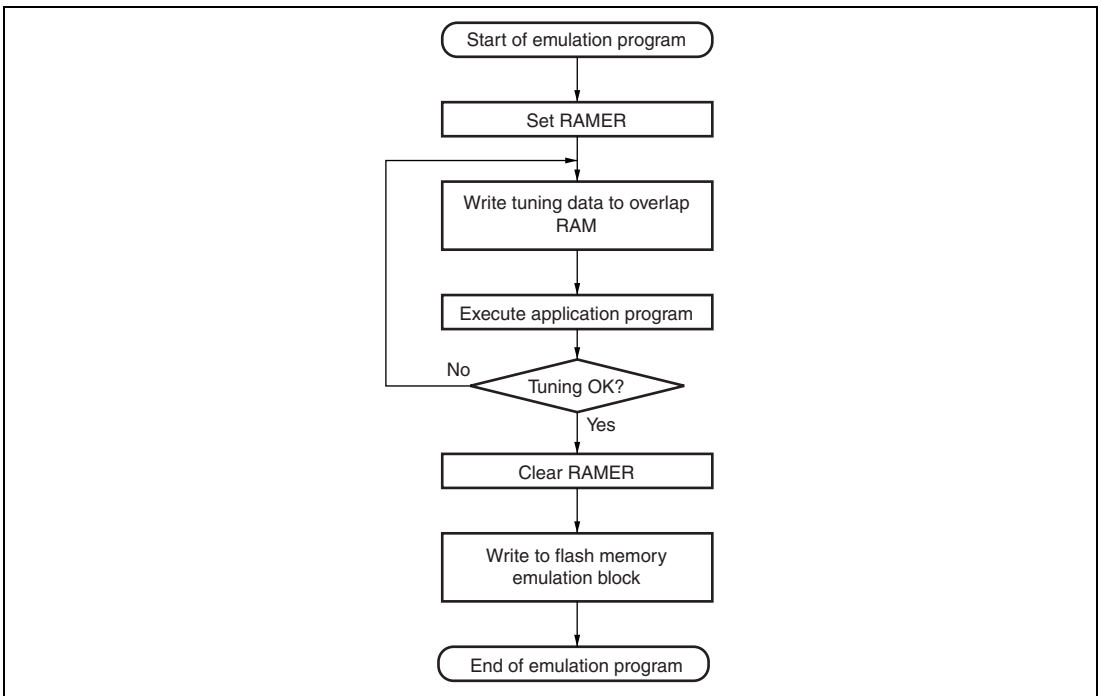 Start of emulation program
Set RAMER
Write tuning data to overlap
RAM
Execute application program
No
Tuning OK?
Yes
Clear RAMER
Write to flash memory
emulation block
End of emulation program